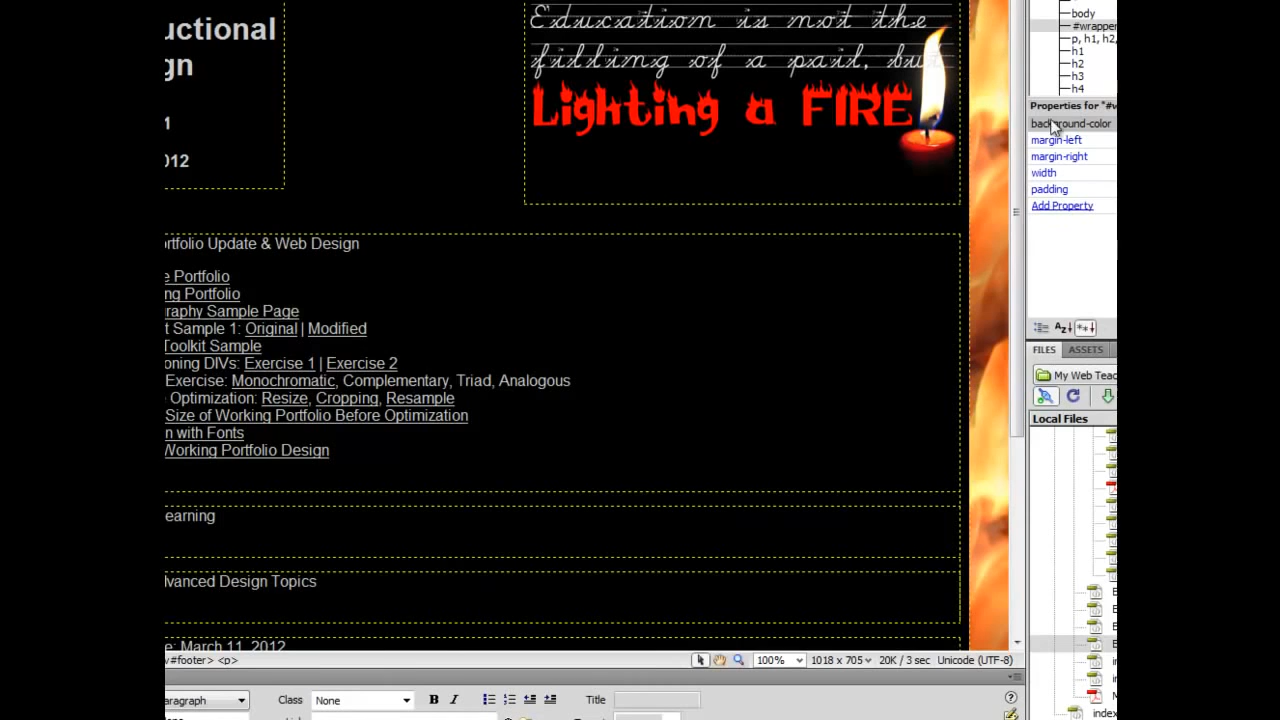 uctional
gn
2012
Education is not the
filling of a pail, but
Lighting a FIRE
body
#wrapper
p, h1, h2,
h1
h2
h3
h4
Properties for "#w
background-color
margin-left
margin-right
width
padding
Add Property
rtfolio Update & Web Design
e Portfolio
ng Portfolio
graphy Sample Page
t Sample 1: Original | Modified
Toolkit Sample
oning DIVs: Exercise 1 | Exercise 2
Exercise: Monochromatic, Complementary, Triad, Analogous
Optimization: Resize, Cropping, Resample
Size of Working Portfolio Before Optimization
n with Fonts
Working Portfolio Design
earning
dvanced Design Topics
e: March 11, 2012
FILES ASSETS
My Web Teac
Local Files
index
#footer> <p>
100% 1018 x 705 20K / 3 sec Unicode (UTF-8)
aragraph Class None B I Title